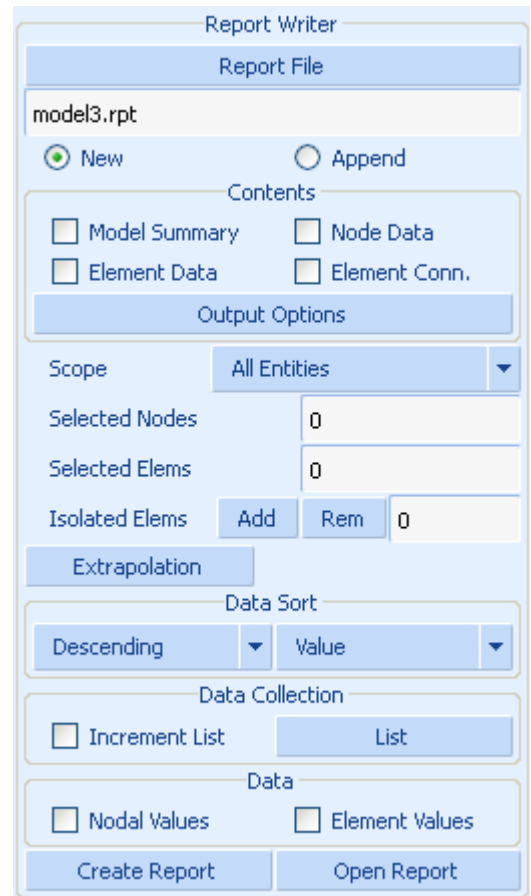 Report Writer
Report File
model3.rpt
New Append
Contents
Model Summary Node Data
Element Data Element Conn.
Output Options
Scope All Entities
Selected Nodes 0
Selected Elems 0
Isolated Elems Add Rem 0
Extrapolation
Data Sort
Descending Value
Data Collection
Increment List List
Data
Nodal Values Element Values
Create Report Open Report